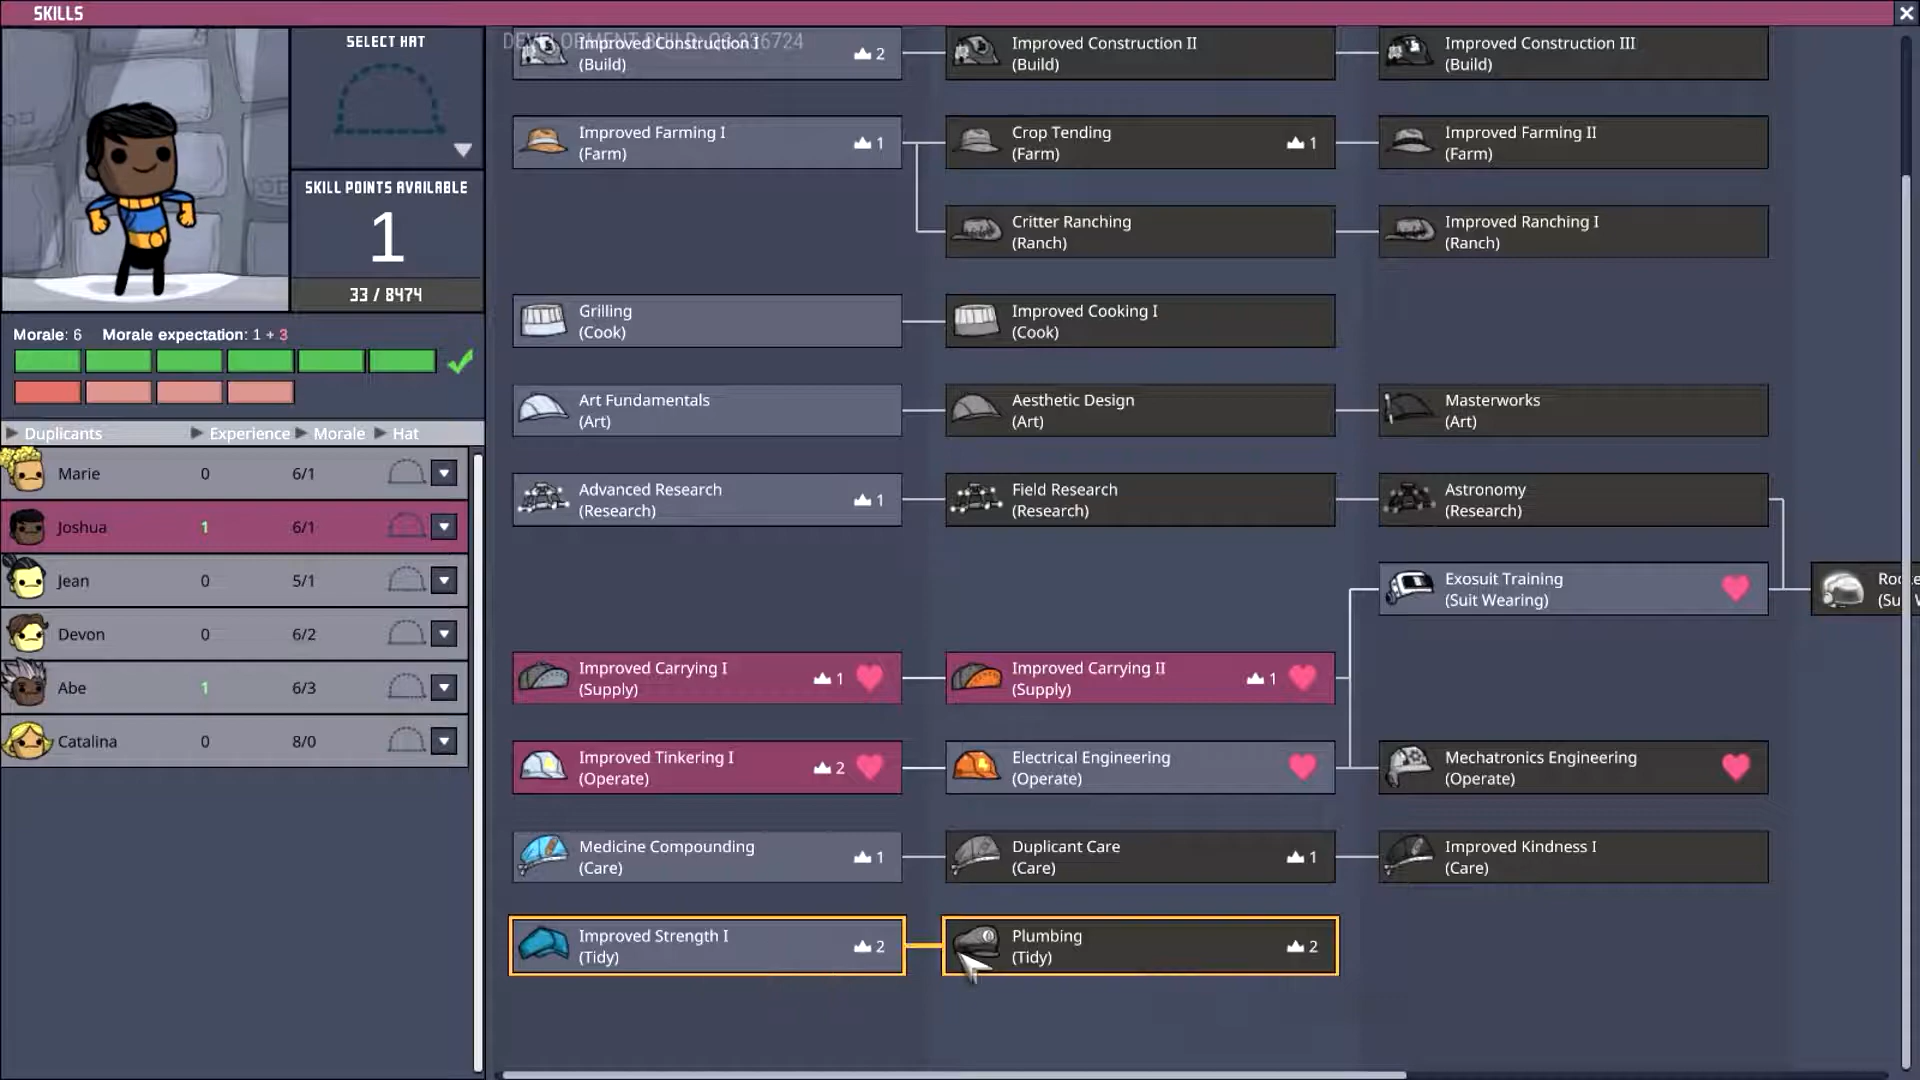 SKILLS
SELECT HAT
SKILL POINTS AVAILABLE
1
33 / 8474
Morale: 6 Morale expectation: 1 + 3
Duplicants Experience Morale Hat
Marie 0 6/1
Joshua 1 6/1
Jean 0 5/1
Devon 0 6/2
Abe 1 6/3
Catalina 0 8/0
Improved Construction I
(Build)
2
Improved Construction II
(Build)
Improved Construction III
(Build)
Improved Farming I
(Farm)
1
Crop Tending
(Farm)
1
Improved Farming II
(Farm)
Critter Ranching
(Ranch)
Improved Ranching I
(Ranch)
Grilling
(Cook)
Improved Cooking I
(Cook)
Art Fundamentals
(Art)
Aesthetic Design
(Art)
Masterworks
(Art)
Advanced Research
(Research)
1
Field Research
(Research)
Astronomy
(Research)
Exosuit Training
(Suit Wearing)
Improved Carrying I
(Supply)
1
Improved Carrying II
(Supply)
1
Improved Tinkering I
(Operate)
2
Electrical Engineering
(Operate)
Mechatronics Engineering
(Operate)
Medicine Compounding
(Care)
1
Duplicant Care
(Care)
1
Improved Kindness I
(Care)
Improved Strength I
(Tidy)
2
Plumbing
(Tidy)
2